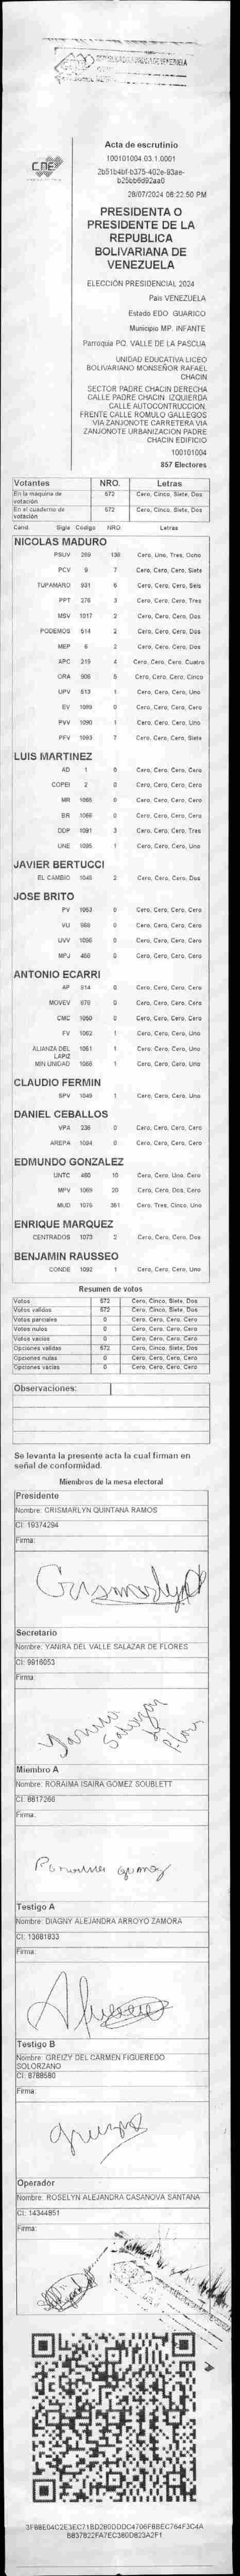 CNE
Acta de escrutinio
100101004.03.1.0001
2b51b4bf-b375-402e-93ae-
b25bb6d92aa0
28/07/2024 08:22:50 PM
PRESIDENTA O
PRESIDENTE DE LA
REPUBLICA
BOLIVARIANA DE
VENEZUELA
ELECCIÓN PRESIDENCIAL 2024
País VENEZUELA
Estado EDO. GUARICO
Municipio MP. INFANTE
Parroquia PQ. VALLE DE LA PASCUA
UNIDAD EDUCATIVA LICEO
BOLIVARIANO MONSEÑOR RAFAEL
CHACIN
SECTOR PADRE CHACIN DERECHA
CALLE PADRE CHACIN. IZQUIERDA
CALLE AUTOCONTRUCCION.
FRENTE CALLE ROMULO GALLEGOS
VIA ZANJONOTE CARRETERA VIA
ZANJONOTE URBANIZACION PADRE
CHACIN EDIFICIO
100101004
857 Electores
Votantes NRO. Letras
En la máquina de votación 572 Cero, Cinco, Siete, Dos
En el cuaderno de votación 572 Cero, Cinco, Siete, Dos
Cand. Sigla Código NRO. Letras
NICOLAS MADURO
PSUV 269 138 Cero, Uno, Tres, Ocho
PCV 9 7 Cero, Cero, Cero, Siete
TUPAMARO 931 6 Cero, Cero, Cero, Seis
PPT 276 3 Cero, Cero, Cero, Tres
MSV 1017 2 Cero, Cero, Cero, Dos
PODEMOS 514 2 Cero, Cero, Cero, Dos
MEP 6 2 Cero, Cero, Cero, Dos
APC 215 4 Cero, Cero, Cero, Cuatro
ORA 906 5 Cero, Cero, Cero, Cinco
UPV 613 1 Cero, Cero, Cero, Uno
EV 1089 0 Cero, Cero, Cero, Cero
PVV 1090 1 Cero, Cero, Cero, Uno
PFV 1093 7 Cero, Cero, Cero, Siete
LUIS MARTINEZ
AD 1 0 Cero, Cero, Cero, Cero
COPEI 2 0 Cero, Cero, Cero, Cero
MR 1065 0 Cero, Cero, Cero, Cero
BR 1066 0 Cero, Cero, Cero, Cero
DDP 1091 3 Cero, Cero, Cero, Tres
UNE 1095 1 Cero, Cero, Cero, Uno
JAVIER BERTUCCI
EL CAMBIO 1046 2 Cero, Cero, Cero, Dos
JOSE BRITO
PV 1053 0 Cero, Cero, Cero, Cero
VU 968 0 Cero, Cero, Cero, Cero
UVV 1096 0 Cero, Cero, Cero, Cero
MPJ 468 0 Cero, Cero, Cero, Cero
ANTONIO ECARRI
AP 914 0 Cero, Cero, Cero, Cero
MOVEV 679 0 Cero, Cero, Cero, Cero
CMC 1050 0 Cero, Cero, Cero, Cero
FV 1062 1 Cero, Cero, Cero, Uno
ALIANZA DEL LAPIZ 1061 1 Cero, Cero, Cero, Uno
MIN UNIDAD 1068 1 Cero, Cero, Cero, Uno
CLAUDIO FERMIN
SPV 1049 1 Cero, Cero, Cero, Uno
DANIEL CEBALLOS
VPA 236 0 Cero, Cero, Cero, Cero
AREPA 1094 0 Cero, Cero, Cero, Cero
EDMUNDO GONZALEZ
UNTC 460 10 Cero, Cero, Uno, Cero
MPV 1069 20 Cero, Cero, Dos, Cero
MUD 1075 351 Cero, Tres, Cinco, Uno
ENRIQUE MARQUEZ
CENTRADOS 1073 2 Cero, Cero, Cero, Dos
BENJAMIN RAUSSEO
CONDE 1092 1 Cero, Cero, Cero, Uno
Resumen de votos
Votos 572 Cero, Cinco, Siete, Dos
Votos válidos 572 Cero, Cinco, Siete, Dos
Votos parciales 0 Cero, Cero, Cero, Cero
Votos nulos 0 Cero, Cero, Cero, Cero
Votos vacíos 0 Cero, Cero, Cero, Cero
Opciones válidas 572 Cero, Cinco, Siete, Dos
Opciones nulas 0 Cero, Cero, Cero, Cero
Opciones vacías 0 Cero, Cero, Cero, Cero
Observaciones:
Se levanta la presente acta la cual firman en
señal de conformidad.
Miembros de la mesa electoral
Presidente
Nombre: CRISMARLYN QUINTANA RAMOS
CI: 19374294
Firma:
Secretario
Nombre: YANIRA DEL VALLE SALAZAR DE FLORES
CI: 9916053
Firma:
Yanira Salazar de Flores
Miembro A
Nombre: RORAIMA ISAIRA GOMEZ SOUBLETT
CI: 8817266
Firma:
Testigo A
Nombre: DIAGNY ALEJANDRA ARROYO ZAMORA
CI: 13681833
Firma:
Testigo B
Nombre: GREIZY DEL CARMEN FIGUEREDO
SOLORZANO
CI: 8788580
Firma:
Operador
Nombre: ROSELYN ALEJANDRA CASANOVA SANTANA
CI: 14344851
Firma:
3F88E04C2E3EC71BD2B0DDDC4706F8BEC764F3C4A
B837822FA7EC380D823A2F1